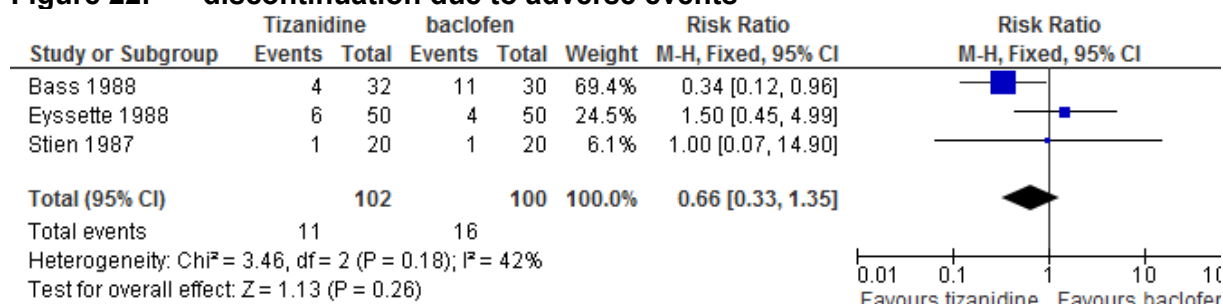 Figure 22: discontinuation due to adverse events
Tizanidine baclofen Risk Ratio Risk Ratio
Study or Subgroup Events Total Events Total Weight M-H, Fixed, 95% CI M-H, Fixed, 95% CI
Bass 1988 4 32 11 30 69.4% 0.34 [0.12, 0.96]
Eyssette 1988 6 50 4 50 24.5% 1.50 [0.45, 4.99]
Stien 1987 1 20 1 20 6.1% 1.00 [0.07, 14.90]
Total (95% CI) 102 100 100.0% 0.66 [0.33, 1.35]
Total events 11 16
Heterogeneity: Chi² = 3.46, df = 2 (P = 0.18); I² = 42%
Test for overall effect: Z = 1.13 (P = 0.26)
0.01 0.1 1 10
Favours tizanidine Favours baclofen